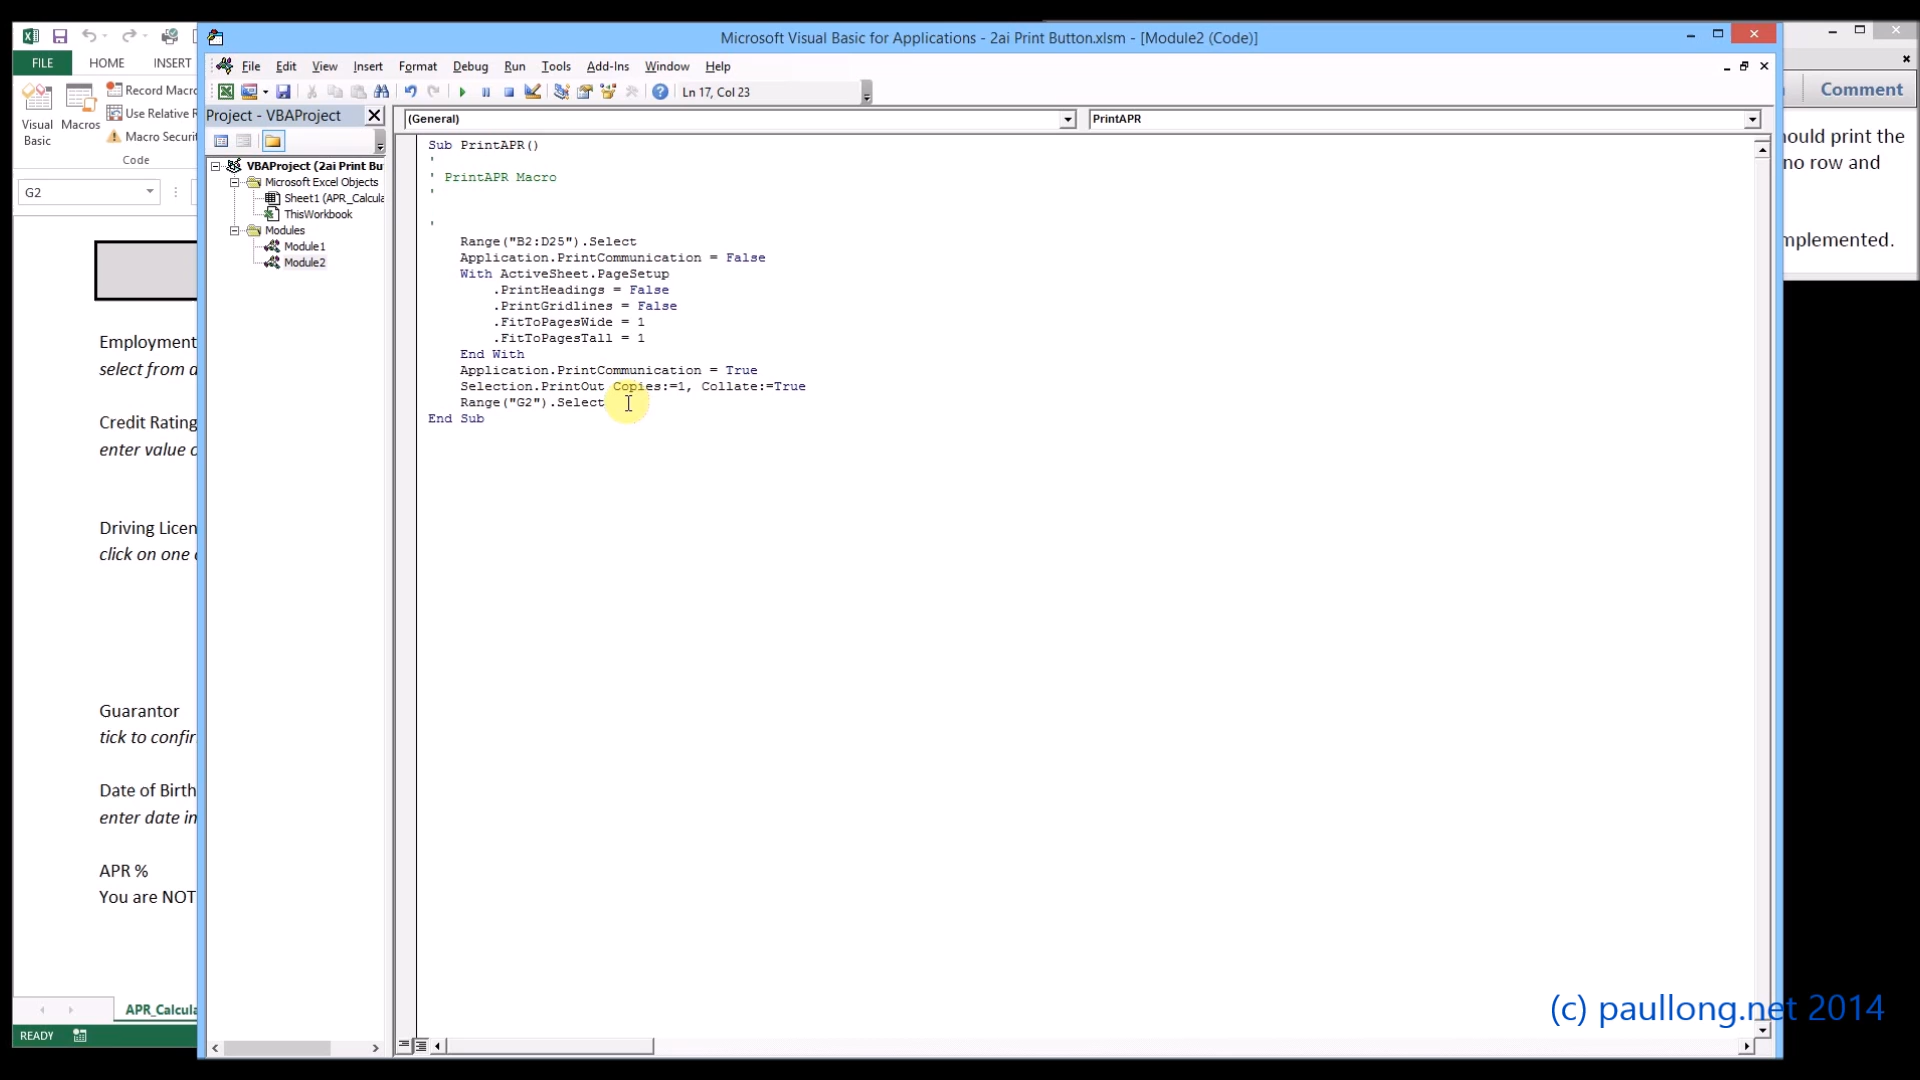 Microsoft Visual Basic for Applications - 2ai Print Button.xlsm - [Module2 (Code)]
FILE HOME INSERT
File Edit View Insert Format Debug Run Tools Add-Ins Window Help
Ln 17, Col 23
Visual Basic
Macros
Record Macro
Use Relative R
Macro Securi
Code
G2
Project - VBAProject
VBAProject (2ai Print Bu
Microsoft Excel Objects
Sheet1 (APR_Calcula
ThisWorkbook
Modules
Module1
Module2
(General)
PrintAPR
Sub PrintAPR()
'
' PrintAPR Macro
'
'
Range("B2:D25").Select
Application.PrintCommunication = False
With ActiveSheet.PageSetup
.PrintHeadings = False
.PrintGridlines = False
.FitToPagesWide = 1
.FitToPagesTall = 1
End With
Application.PrintCommunication = True
Selection.PrintOut Copies:=1, Collate:=True
Range("G2").Select
End Sub
Comment
ould print the
no row and
mplemented.
Employment
select from a
Credit Rating
enter value o
Driving Licen
click on one o
Guarantor
tick to confir
Date of Birth
enter date in
APR %
You are NOT
APR_Calcula
READY
(c) paullong.net 2014